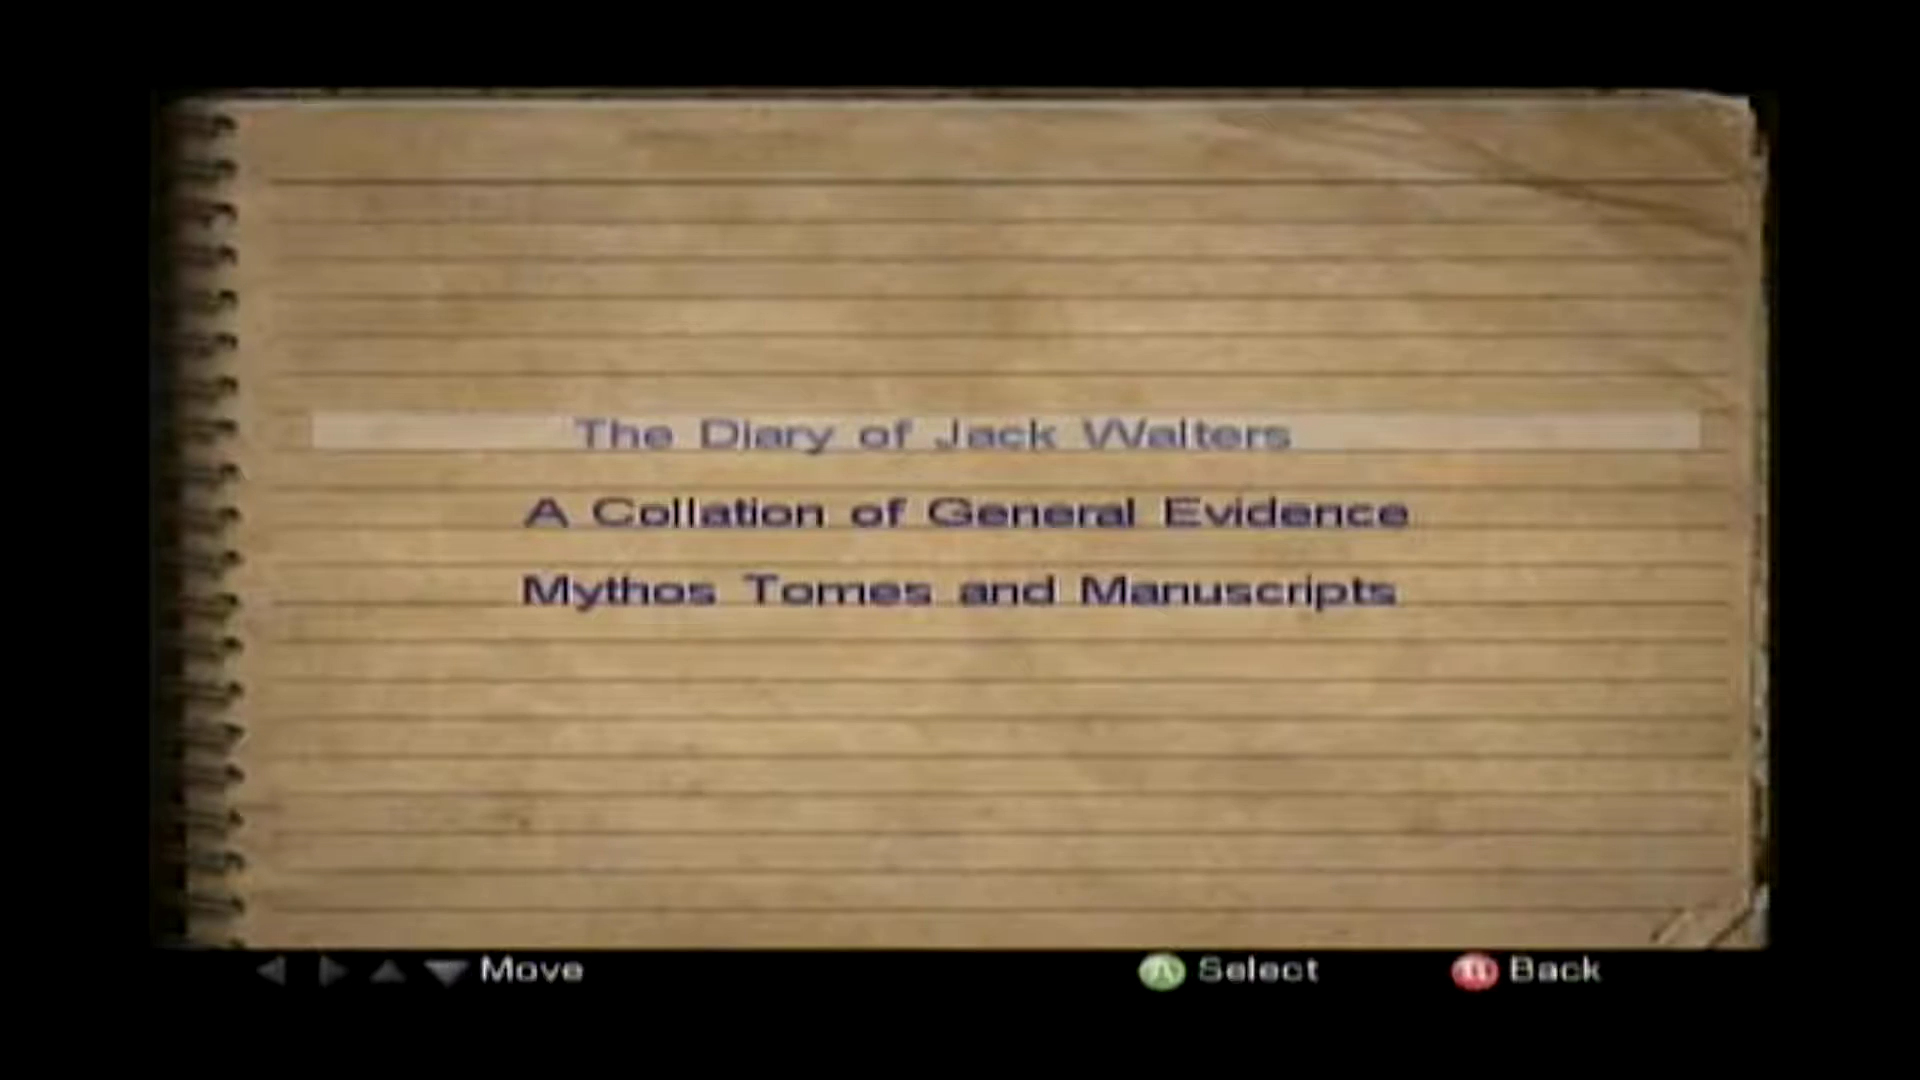 The Diary of Jack Walters
A Collation of General Evidence
Mythos Tomes and Manuscripts
Move
A Select
B Back